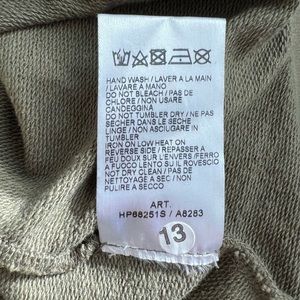 HAND WASH / LAVER A LA MAIN
/ LAVARE A MANO
DO NOT BLEACH / PAS DE
CHLORE / NON USARE
CANDEGGINA
DO NOT TUMBLER DRY / NE PAS
SÉCHER DANS LE SECHE
LINGE / NON ASCIUGARE IN
TUMBLER
IRON ON LOW HEAT ON
REVERSE SIDE / REPASSER A
FEU DOUX SUR L'ENVERS /FERRO
A FUOCO LENTO SU IL ROVESCIO
NOT DRY CLEAN / PAS DE
NETTOYAGE A SEC / NON
PULIRE A SECCO
ART.
HP68251S / A8283
13